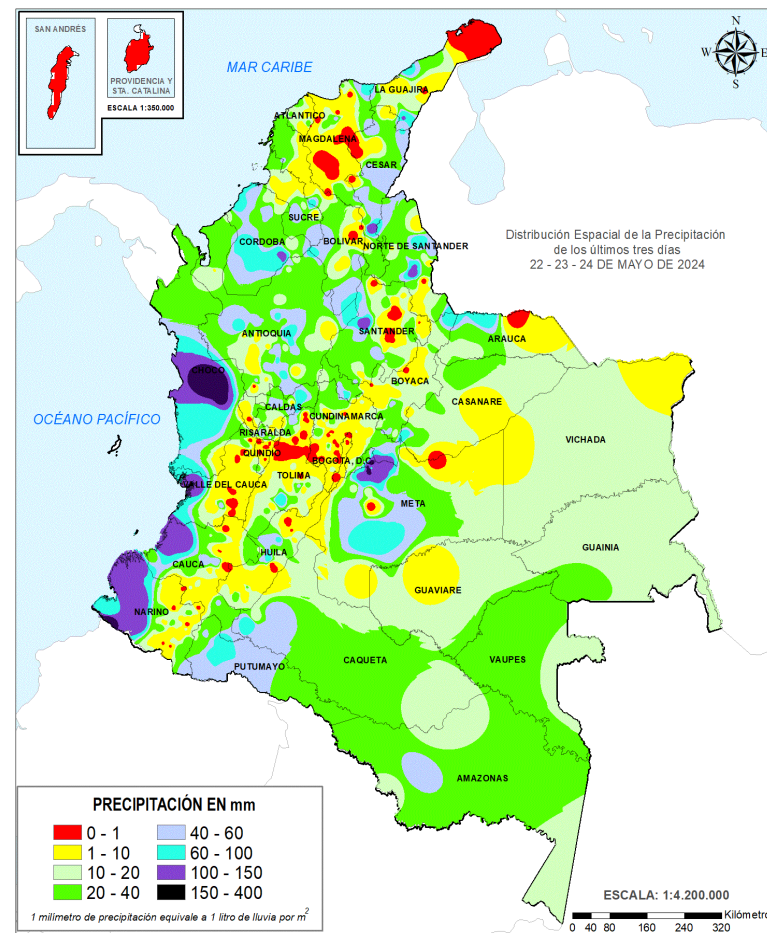 SAN ANDRÉS
PROVIDENCIA Y
STA. CATALINA
ESCALA 1:350.000
MAR CARIBE
N
W
E
S
LA GUAJIRA
ATLANTICO
MAGDALENA
CESAR
SUCRE
CORDOBA
BOLIVAR
NORTE DE SANTANDER
Distribución Espacial de la Precipitación
de los últimos tres días
22 - 23 - 24 DE MAYO DE 2024
ANTIOQUIA
SANTANDER
ARAUCA
CHOCO
BOYACA
CASANARE
OCÉANO PACÍFICO
CALDAS
CUNDINAMARCA
RISARALDA
VICHADA
QUINDIO
BOGOTA, D.C.
TOLIMA
VALLE DEL CAUCA
META
GUAINIA
HUILA
CAUCA
GUAVIARE
NARIÑO
PUTUMAYO
CAQUETA
VAUPES
AMAZONAS
PRECIPITACIÓN EN mm
0 - 1
40 - 60
1 - 10
60 - 100
10 - 20
100 - 150
20 - 40
150 - 400
1 milímetro de precipitación equivale a 1 litro de lluvia por m²
ESCALA: 1:4.200.000
Kilómetro
0 40 80 160 240 320